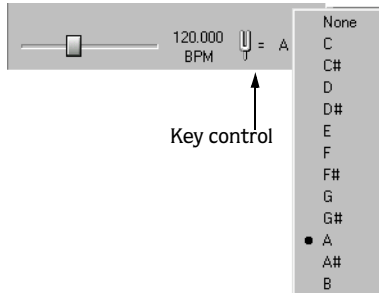 120.000
BPM
= A
Key control
None
C
C#
D
D#
E
F
F#
G
G#
A
A#
B